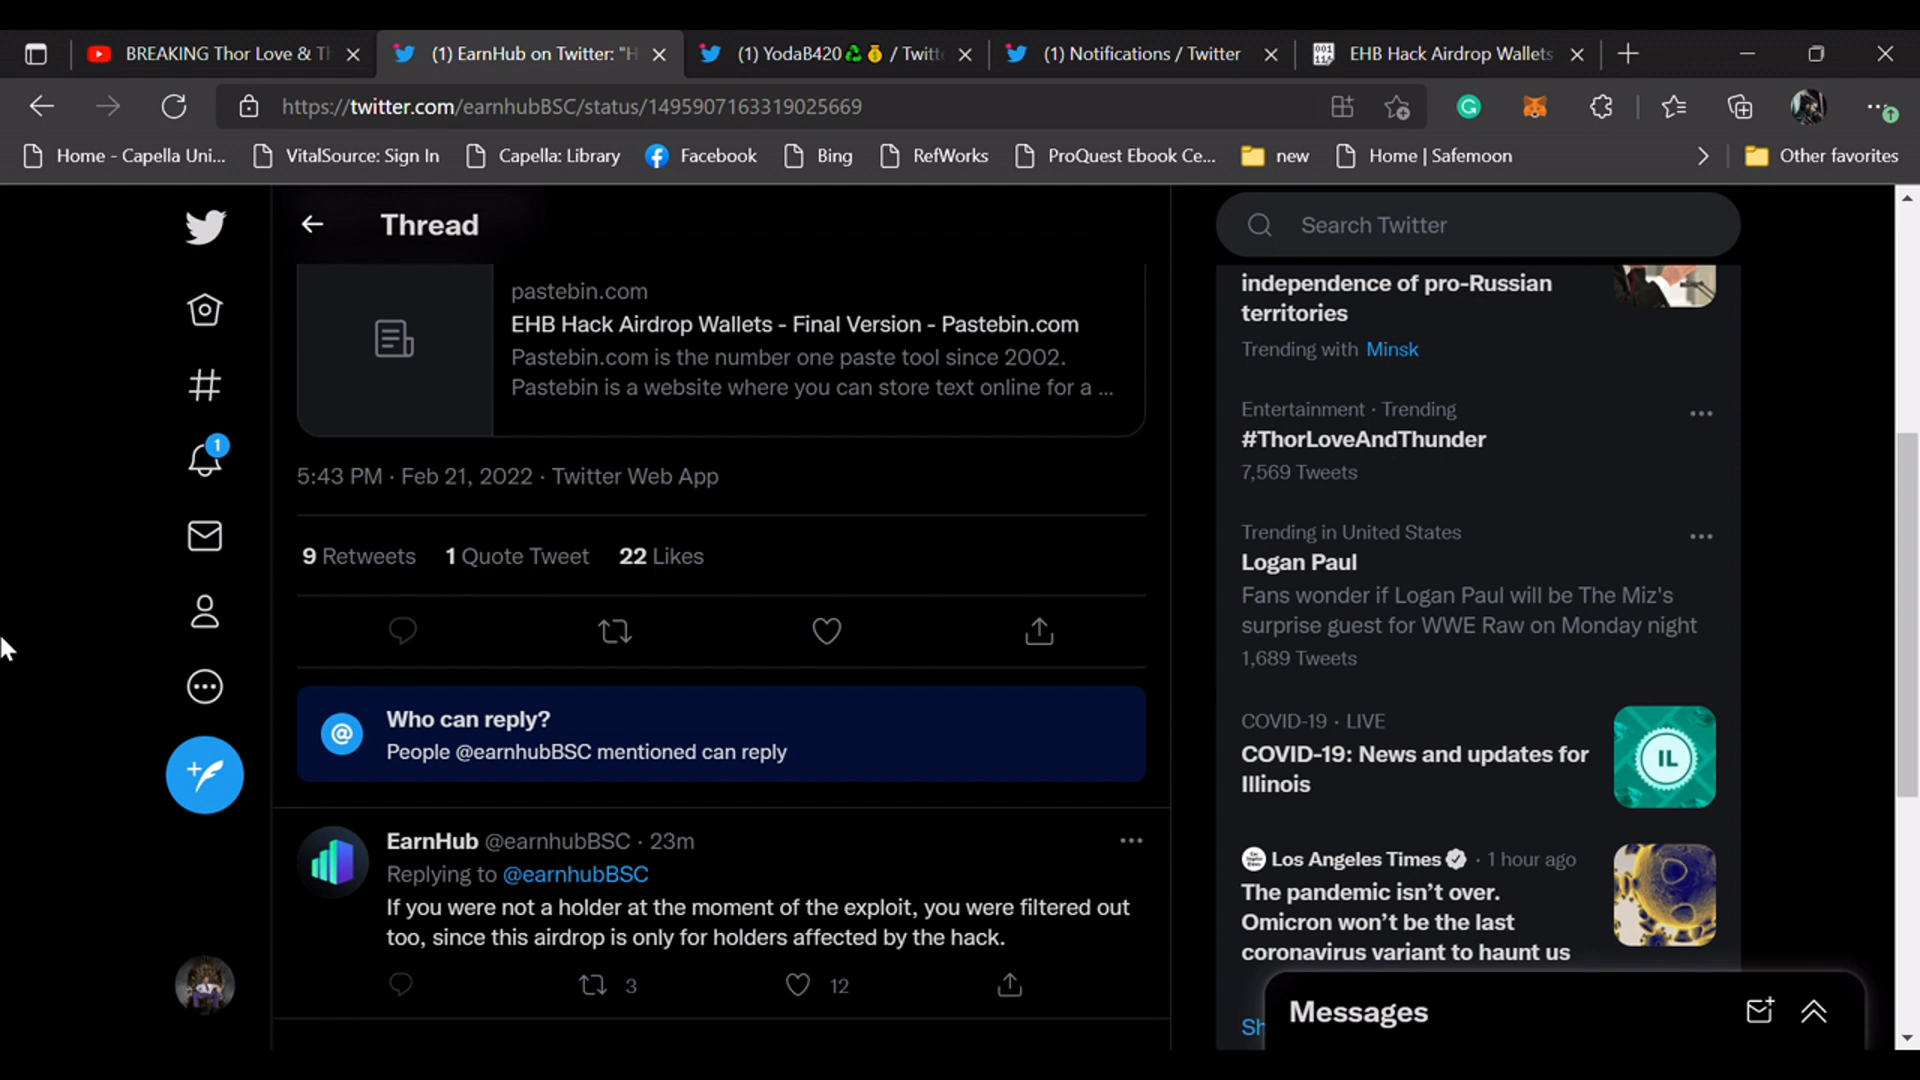 BREAKING Thor Love & Th
(1) EarnHub on Twitter: "H
(1) YodaB420♻💰 / Twitt
(1) Notifications / Twitter
EHB Hack Airdrop Wallets
https://twitter.com/earnhubBSC/status/1495907163319025669
Home - Capella Uni...
VitalSource: Sign In
Capella: Library
Facebook
Bing
RefWorks
ProQuest Ebook Ce...
new
Home | Safemoon
Other favorites
Thread
pastebin.com
EHB Hack Airdrop Wallets - Final Version - Pastebin.com
Pastebin.com is the number one paste tool since 2002.
Pastebin is a website where you can store text online for a ...
5:43 PM · Feb 21, 2022 · Twitter Web App
9 Retweets 1 Quote Tweet 22 Likes
1
Who can reply?
People @earnhubBSC mentioned can reply
EarnHub @earnhubBSC · 23m
Replying to @earnhubBSC
If you were not a holder at the moment of the exploit, you were filtered out
too, since this airdrop is only for holders affected by the hack.
3
12
Search Twitter
independence of pro-Russian
territories
Trending with Minsk
Entertainment · Trending
#ThorLoveAndThunder
7,569 Tweets
Trending in United States
Logan Paul
Fans wonder if Logan Paul will be The Miz's
surprise guest for WWE Raw on Monday night
1,689 Tweets
COVID-19 · LIVE
COVID-19: News and updates for
Illinois
IL
Los Angeles Times · 1 hour ago
The pandemic isn't over.
Omicron won't be the last
coronavirus variant to haunt us
Sh
Messages